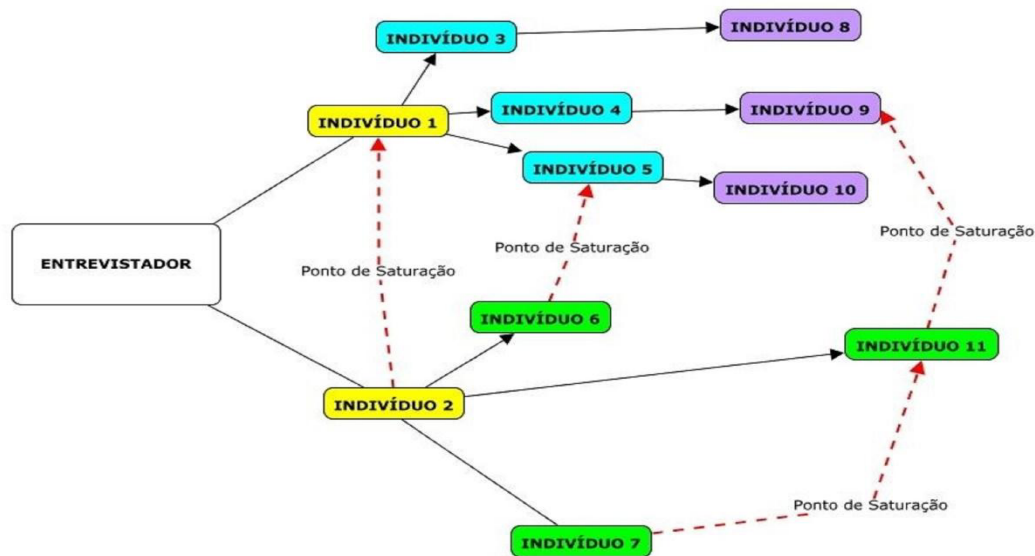 INDIVÍDUO 8
INDIVÍDUO 3
INDIVÍDUO 4
INDIVÍDUO 9
INDIVÍDUO 1
INDIVÍDUO 5
INDIVÍDUO 10
Ponto de Saturação
Ponto de Saturação
ENTREVISTADOR
Ponto de Saturação
INDIVÍDUO 6
INDIVÍDUO 11
INDIVÍDUO 2
Ponto de Saturação
INDIVÍDUO 7